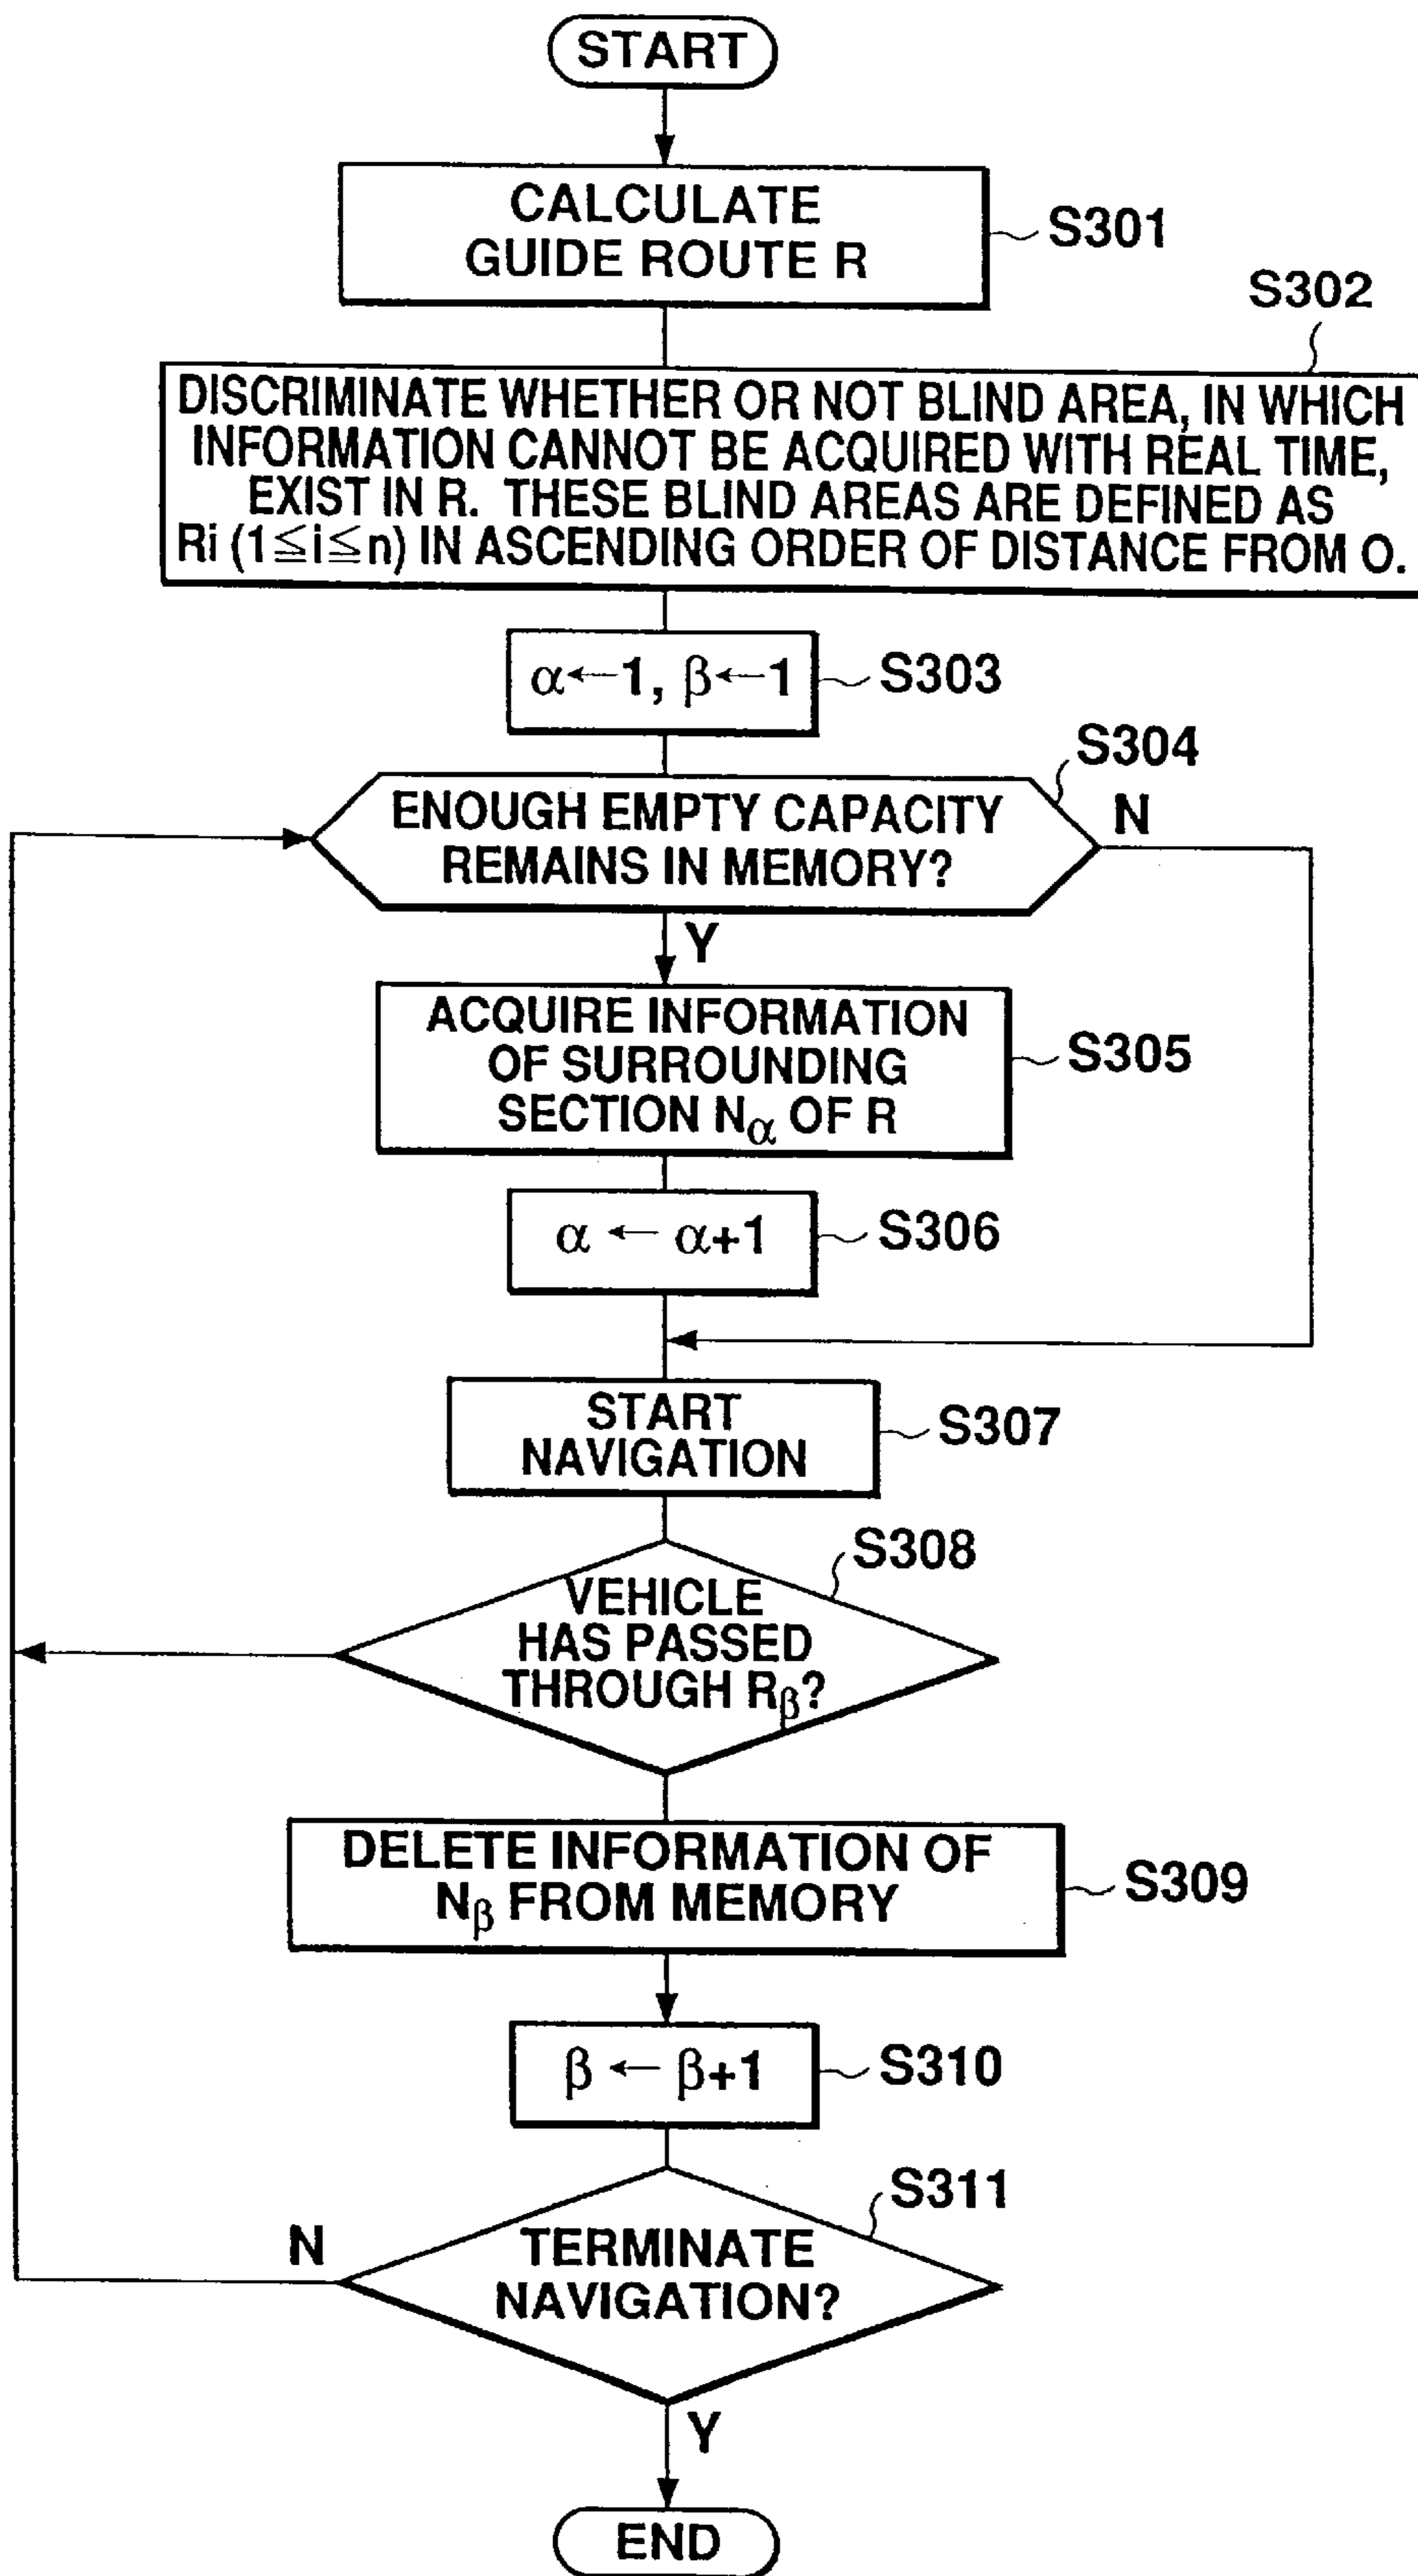 START
CALCULATE
GUIDE ROUTE R
S301
S302
DISCRIMINATE WHETHER OR NOT BLIND AREA, IN WHICH
INFORMATION CANNOT BE ACQUIRED WITH REAL TIME,
EXIST IN R. THESE BLIND AREAS ARE DEFINED AS
Ri (1≦i≦n) IN ASCENDING ORDER OF DISTANCE FROM O.
α←1, β←1
S303
S304
ENOUGH EMPTY CAPACITY
REMAINS IN MEMORY?
N
Y
ACQUIRE INFORMATION
OF SURROUNDING
SECTION Nα OF R
S305
α ← α+1
S306
START
NAVIGATION
S307
S308
VEHICLE
HAS PASSED
THROUGH Rβ?
DELETE INFORMATION OF
Nβ FROM MEMORY
S309
β ← β+1
S310
S311
N
TERMINATE
NAVIGATION?
Y
END